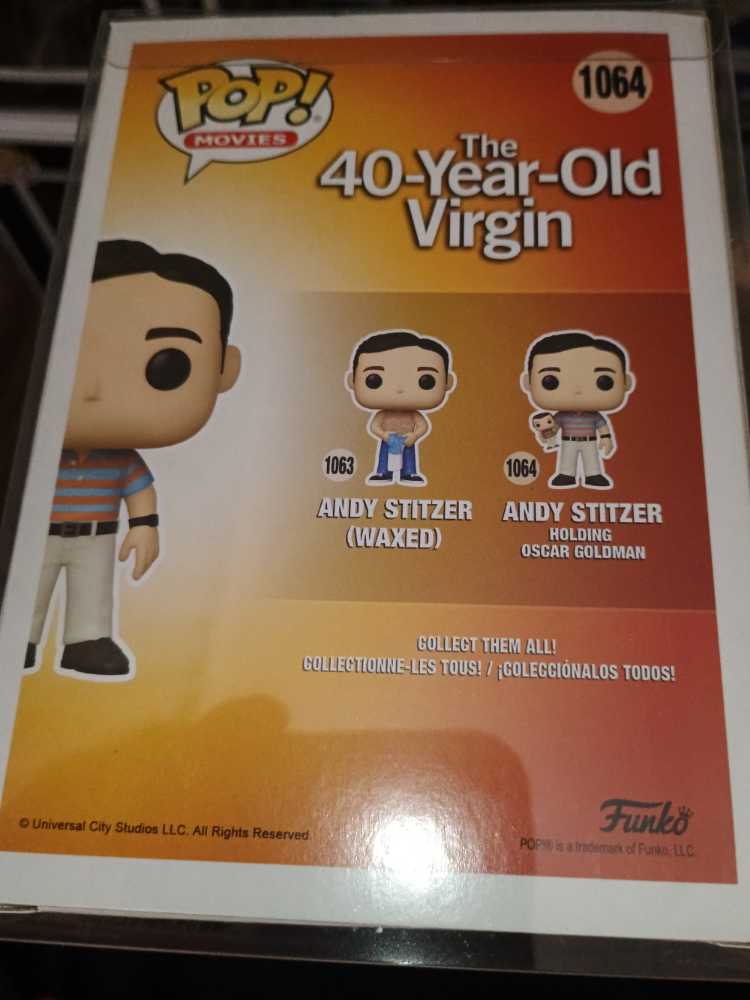 POP!
MOVIES
1064
The
40-Year-Old
Virgin
1063
ANDY STITZER
(WAXED)
1064
ANDY STITZER
HOLDING
OSCAR GOLDMAN
COLLECT THEM ALL!
COLLECTIONNE-LES TOUS! / ¡COLECCIÓNALOS TODOS!
© Universal City Studios LLC. All Rights Reserved.
Funko
POP!® is a trademark of Funko, LLC